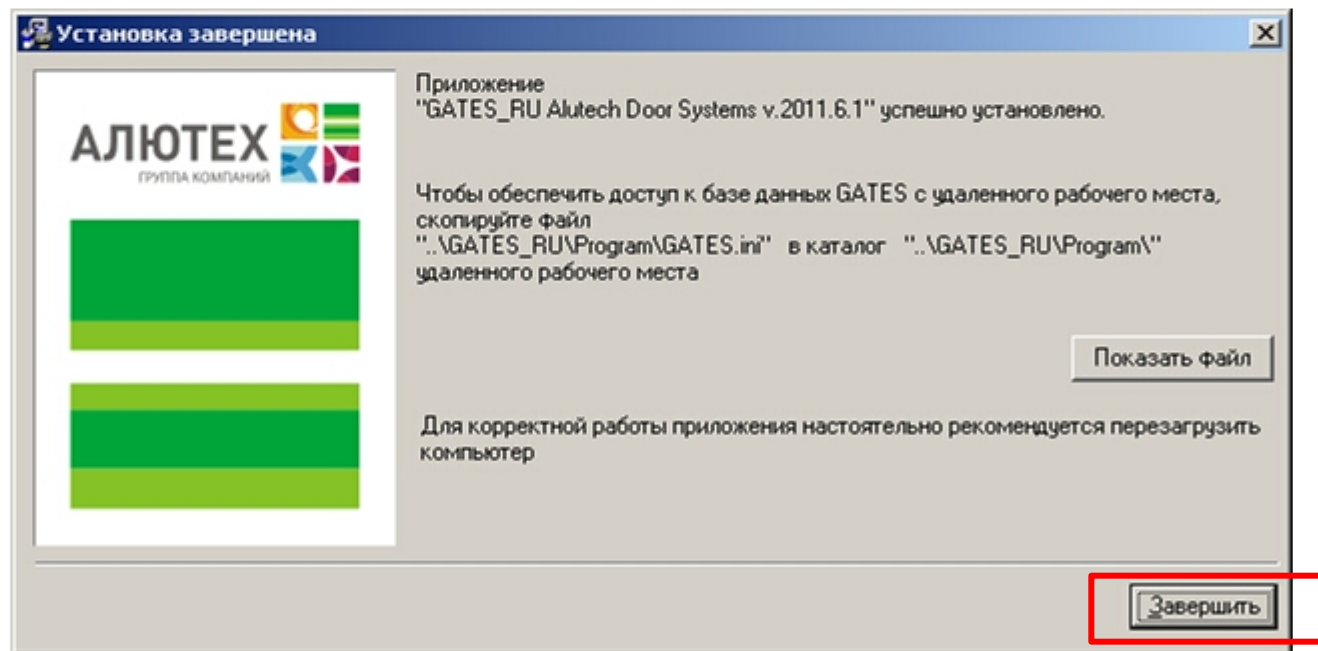 Установка завершена
АЛЮТЕХ
ГРУППА КОМПАНИЙ
Приложение
"GATES_RU Alutech Door Systems v.2011.6.1" успешно установлено.
Чтобы обеспечить доступ к базе данных GATES с удаленного рабочего места,
скопируйте файл
"..\GATES_RU\Program\GATES.ini" в каталог "..\GATES_RU\Program\"
удаленного рабочего места
Показать файл
Для корректной работы приложения настоятельно рекомендуется перезагрузить
компьютер
Завершить